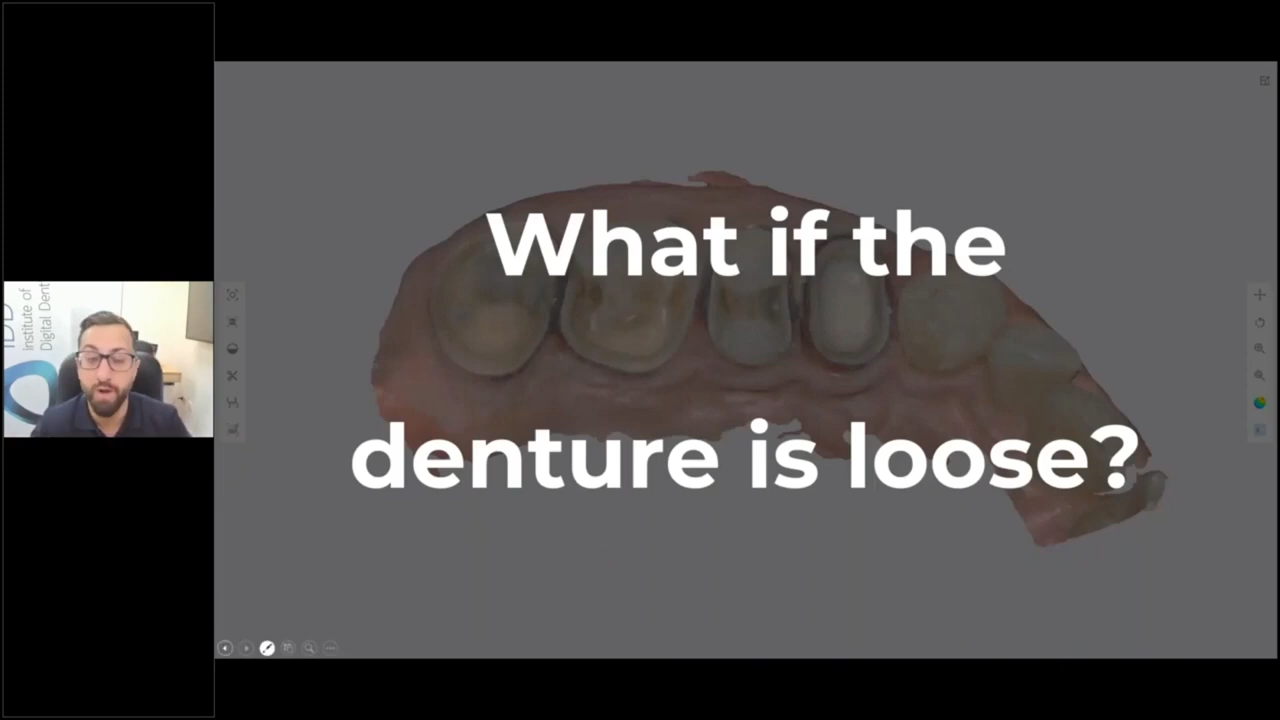 What if the
denture is loose?
institute of
Digital Dent